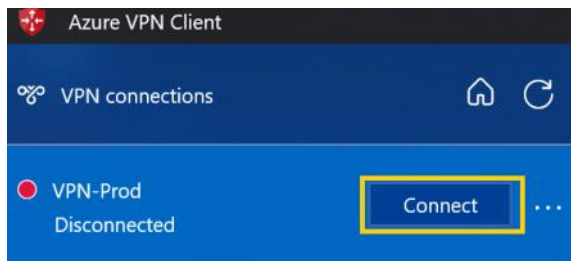 Azure VPN Client
VPN connections
VPN-Prod
Connect
Disconnected